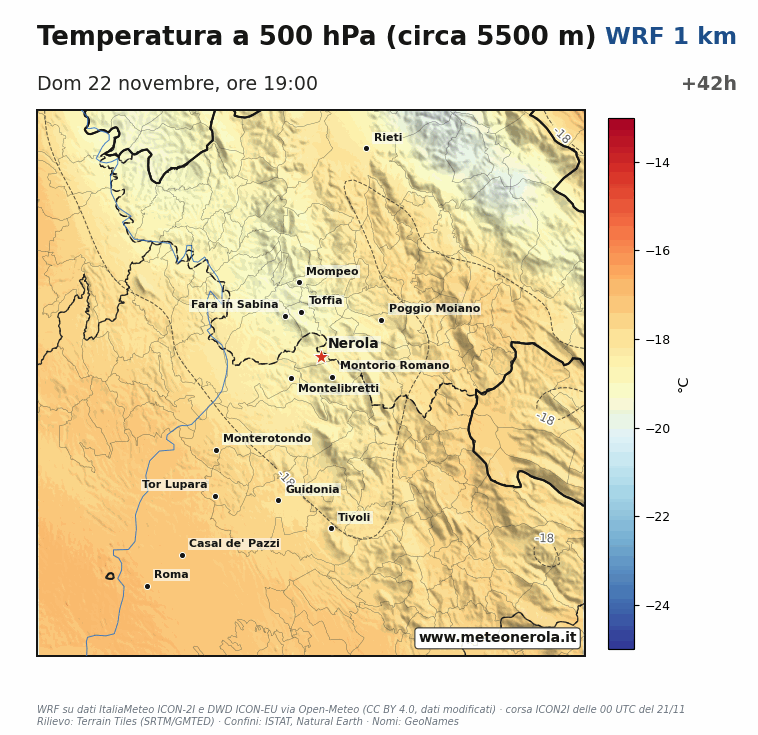 Temperatura a 500 hPa (circa 5500 m) WRF 1 km
Dom 22 novembre, ore 19:00 +42h
-18
Rieti
−14
Mompeo
−16
Fara in Sabina Toffia
Poggio Moiano
Nerola
−18
Montorio Romano
Montelibretti
°C
-18
−20
Monterotondo
-18
Tor Lupara Guidonia
Tivoli
−22
-18
Casal de' Pazzi
Roma
−24
www.meteonerola.it
WRF su dati ItaliaMeteo ICON-2I e DWD ICON-EU via Open-Meteo (CC BY 4.0, dati modificati) · corsa ICON2I delle 00 UTC del 21/11
Rilievo: Terrain Tiles (SRTM/GMTED) · Confini: ISTAT, Natural Earth · Nomi: GeoNames